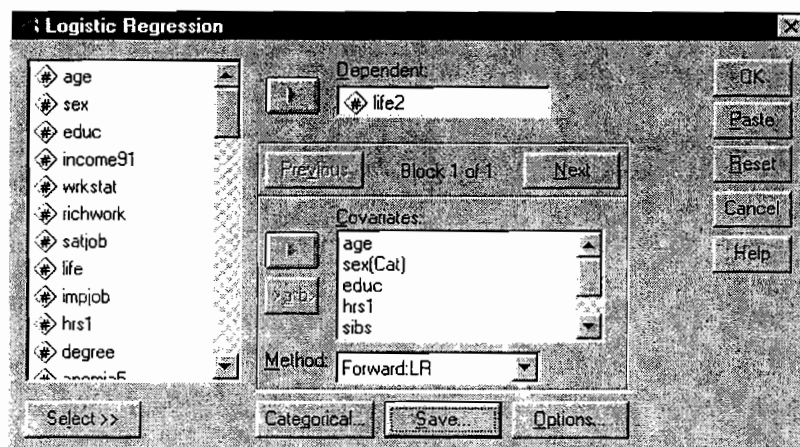 Logistic Regression
age
sex
educ
income91
wrkstat
richwork
satjob
life
impjob
hrs1
degree
anomia5
Select >>
Dependent:
life2
Previous
Block 1 of 1
Next
Covariates:
age
sex(Cat)
educ
hrs1
sibs
>a*b>
Method:
Forward:LR
Categorical...
Save...
Options...
OK
Paste
Reset
Cancel
Help